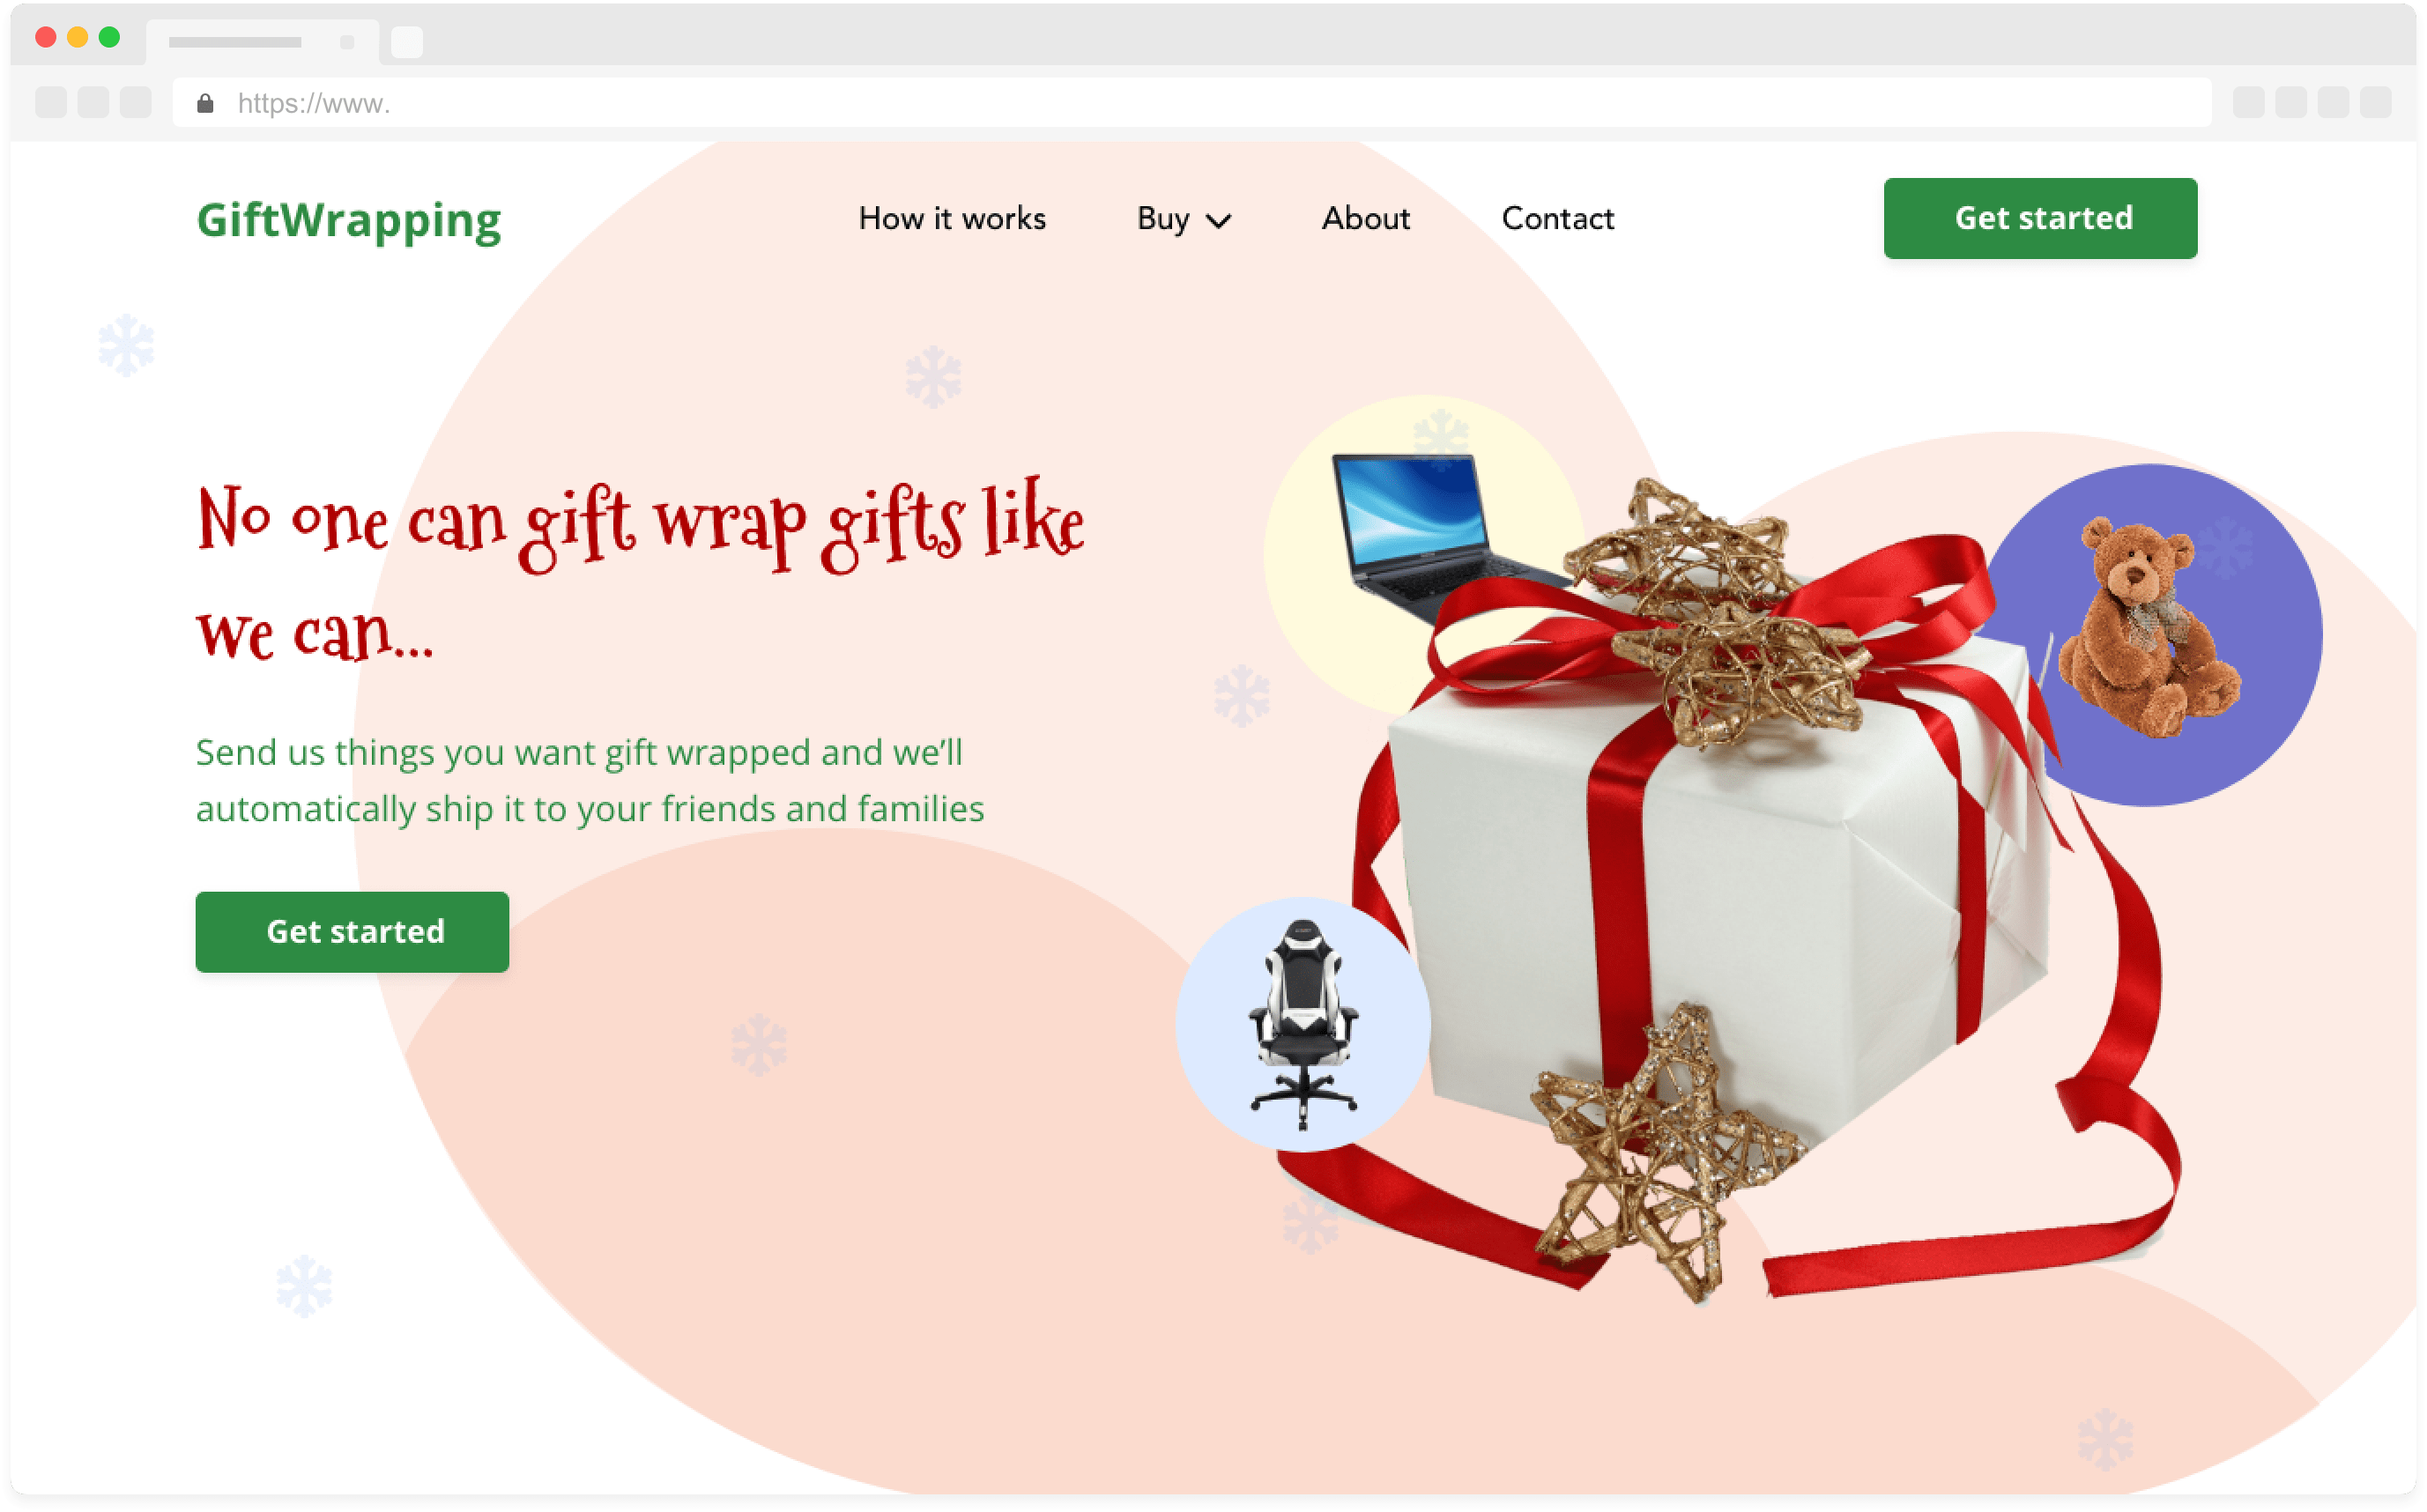 https://www.
GiftWrapping
How it works
Buy
About
Contact
Get started
No one can gift wrap gifts like
we can...
Send us things you want gift wrapped and we’ll
automatically ship it to your friends and families
Get started